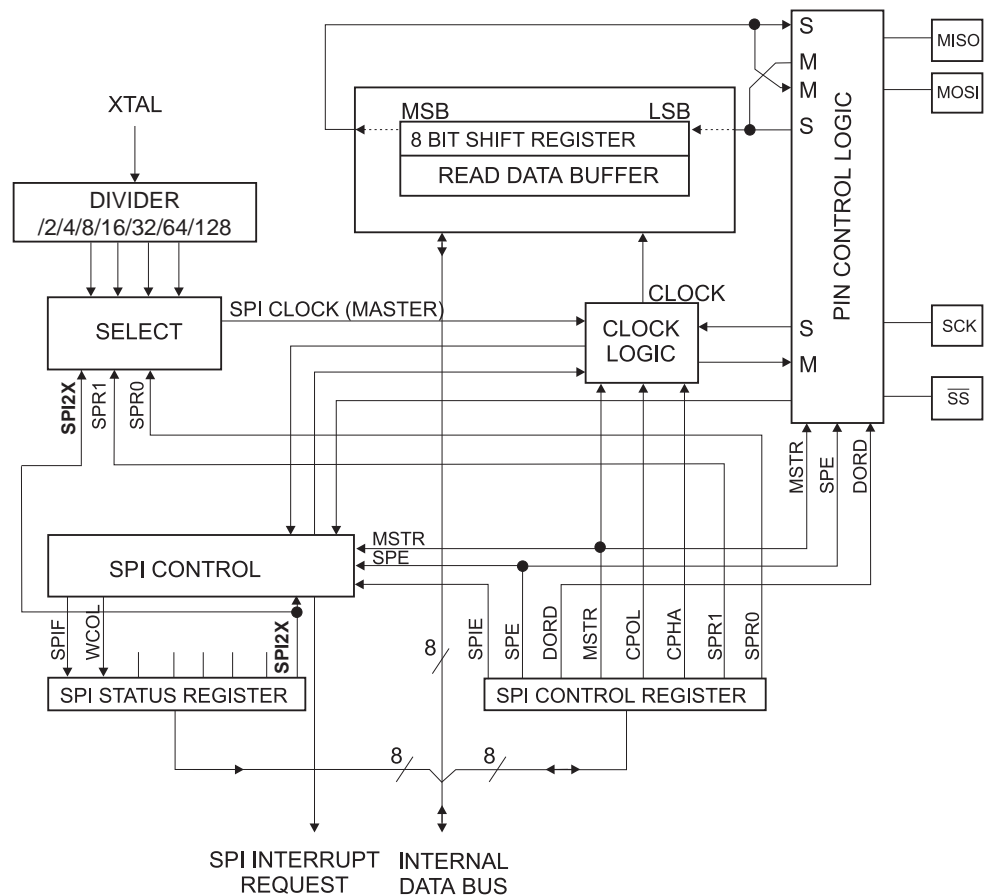 S
MISO
M
M
MOSI
XTAL
MSB
LSB
S
8 BIT SHIFT REGISTER
READ DATA BUFFER
DIVIDER
/2/4/8/16/32/64/128
PIN CONTROL LOGIC
SPI CLOCK (MASTER)
CLOCK
SELECT
CLOCK
LOGIC
S
SCK
M
SS
SPI2X
SPR1
SPR0
MSTR
SPE
DORD
MSTR
SPE
SPI CONTROL
SPIF
WCOL
SPI2X
SPIE
SPE
DORD
MSTR
CPOL
CPHA
SPR1
SPR0
8
SPI STATUS REGISTER
SPI CONTROL REGISTER
8
8
SPI INTERRUPT
REQUEST
INTERNAL
DATA BUS